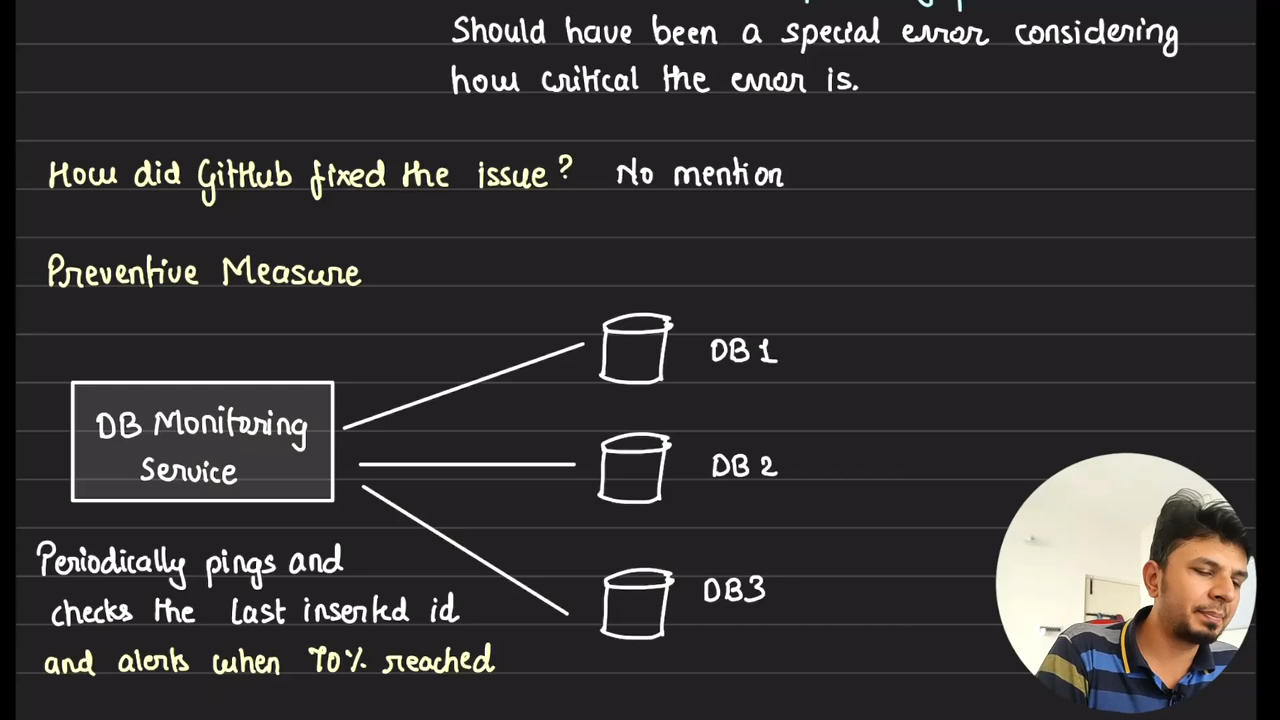 Should have been a special error considering
how critical the error is.
How did GitHub fixed the issue? No mention
Preventive Measure
DB 1
DB Monitoring
Service
DB 2
Periodically pings and
checks the last inserted id
and alerts when 70% reached
DB3